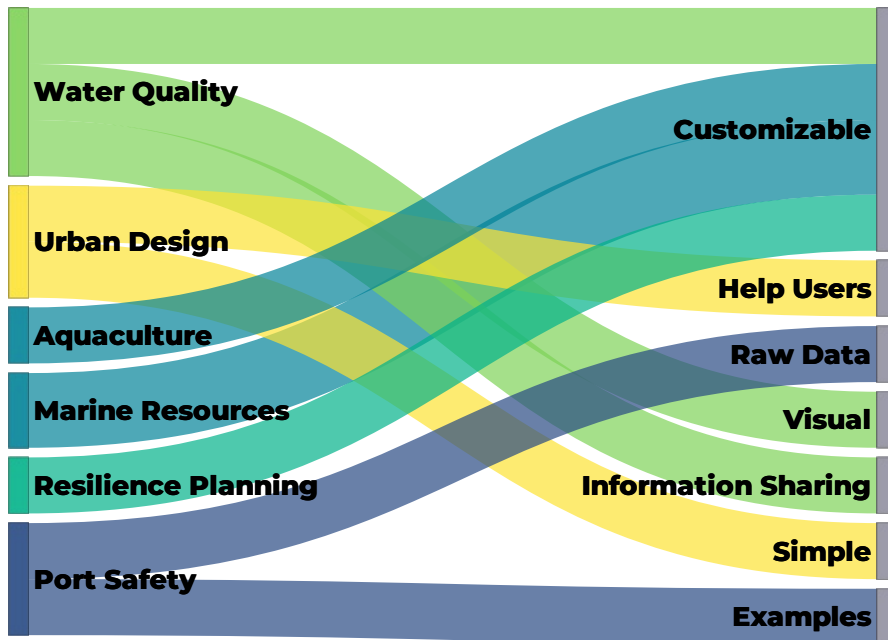 Water Quality
Urban Design
Aquaculture
Marine Resources
Resilience Planning
Port Safety
Customizable
Help Users
Raw Data
Visual
Information Sharing
Simple
Examples